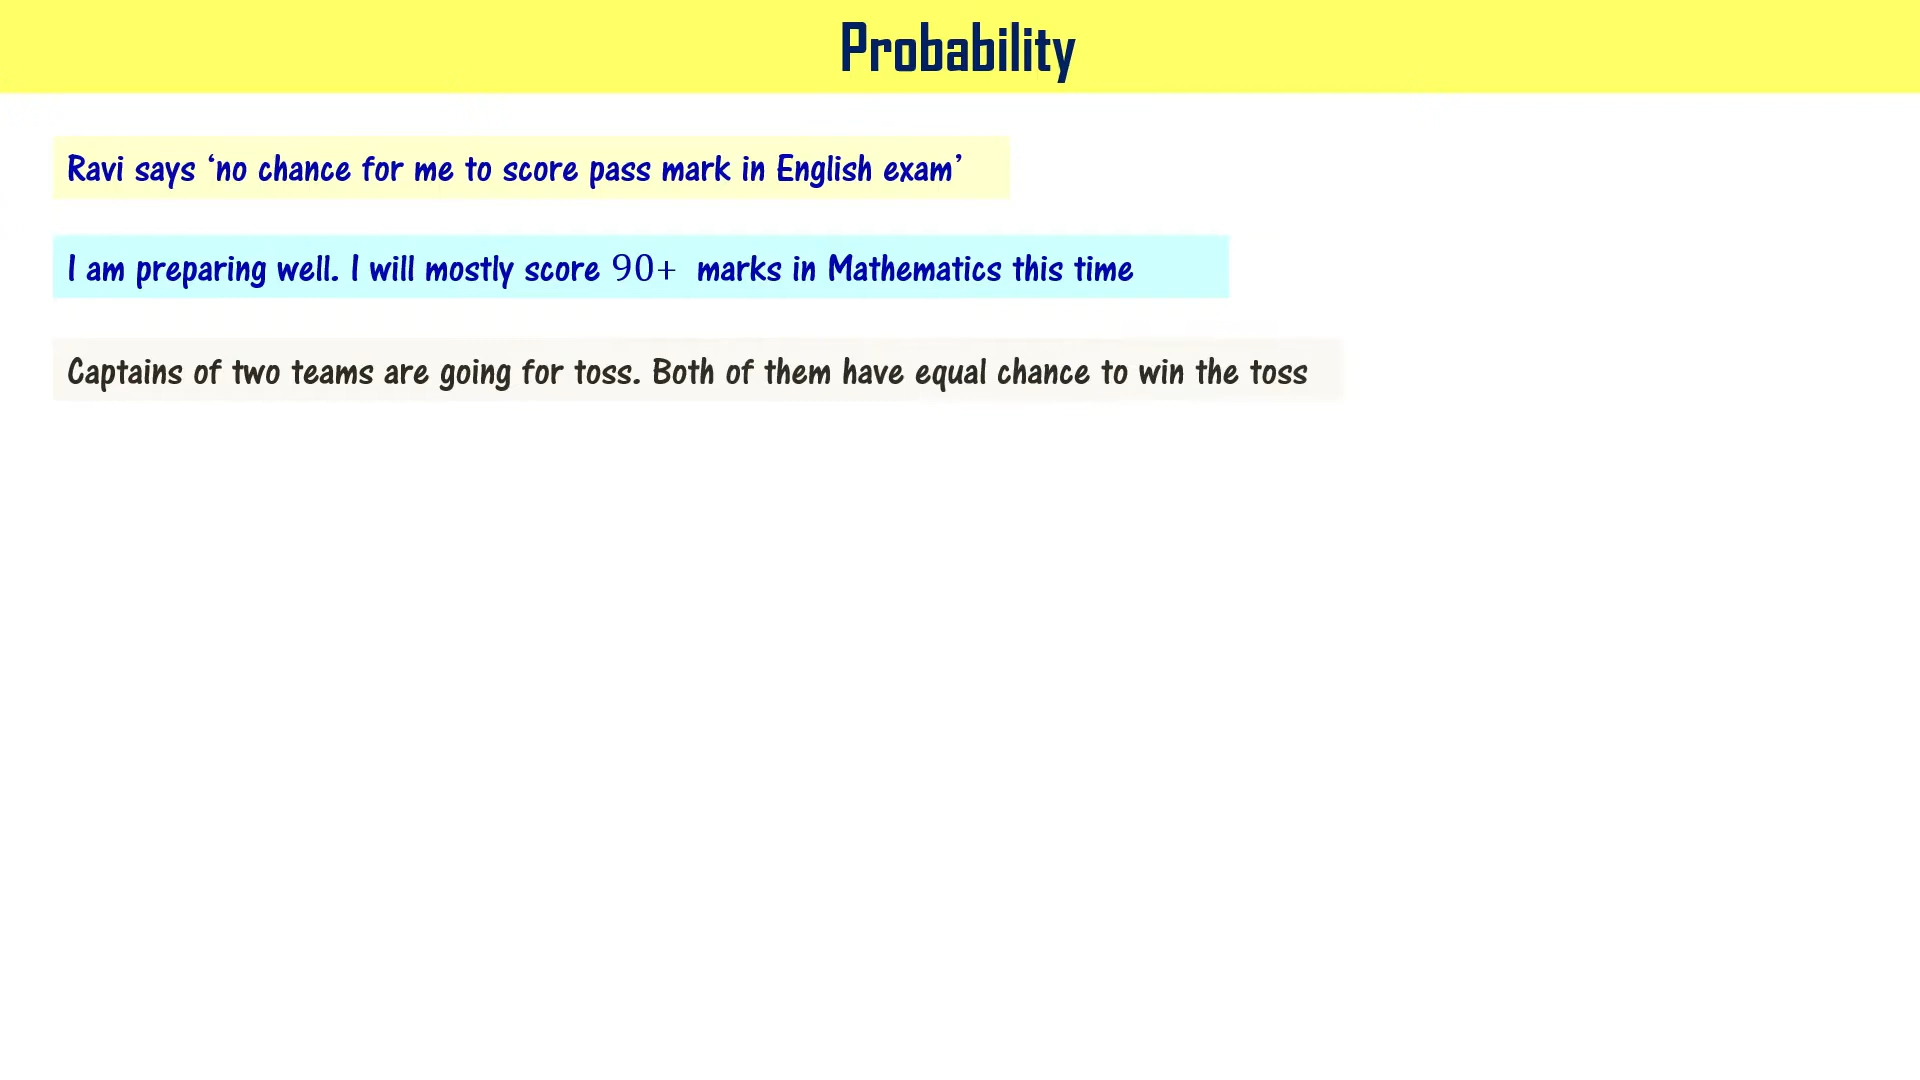 Probability
Ravi says ‘no chance for me to score pass mark in English exam’
I am preparing well. I will mostly score 90+ marks in Mathematics this time
Captains of two teams are going for toss. Both of them have equal chance to win the toss